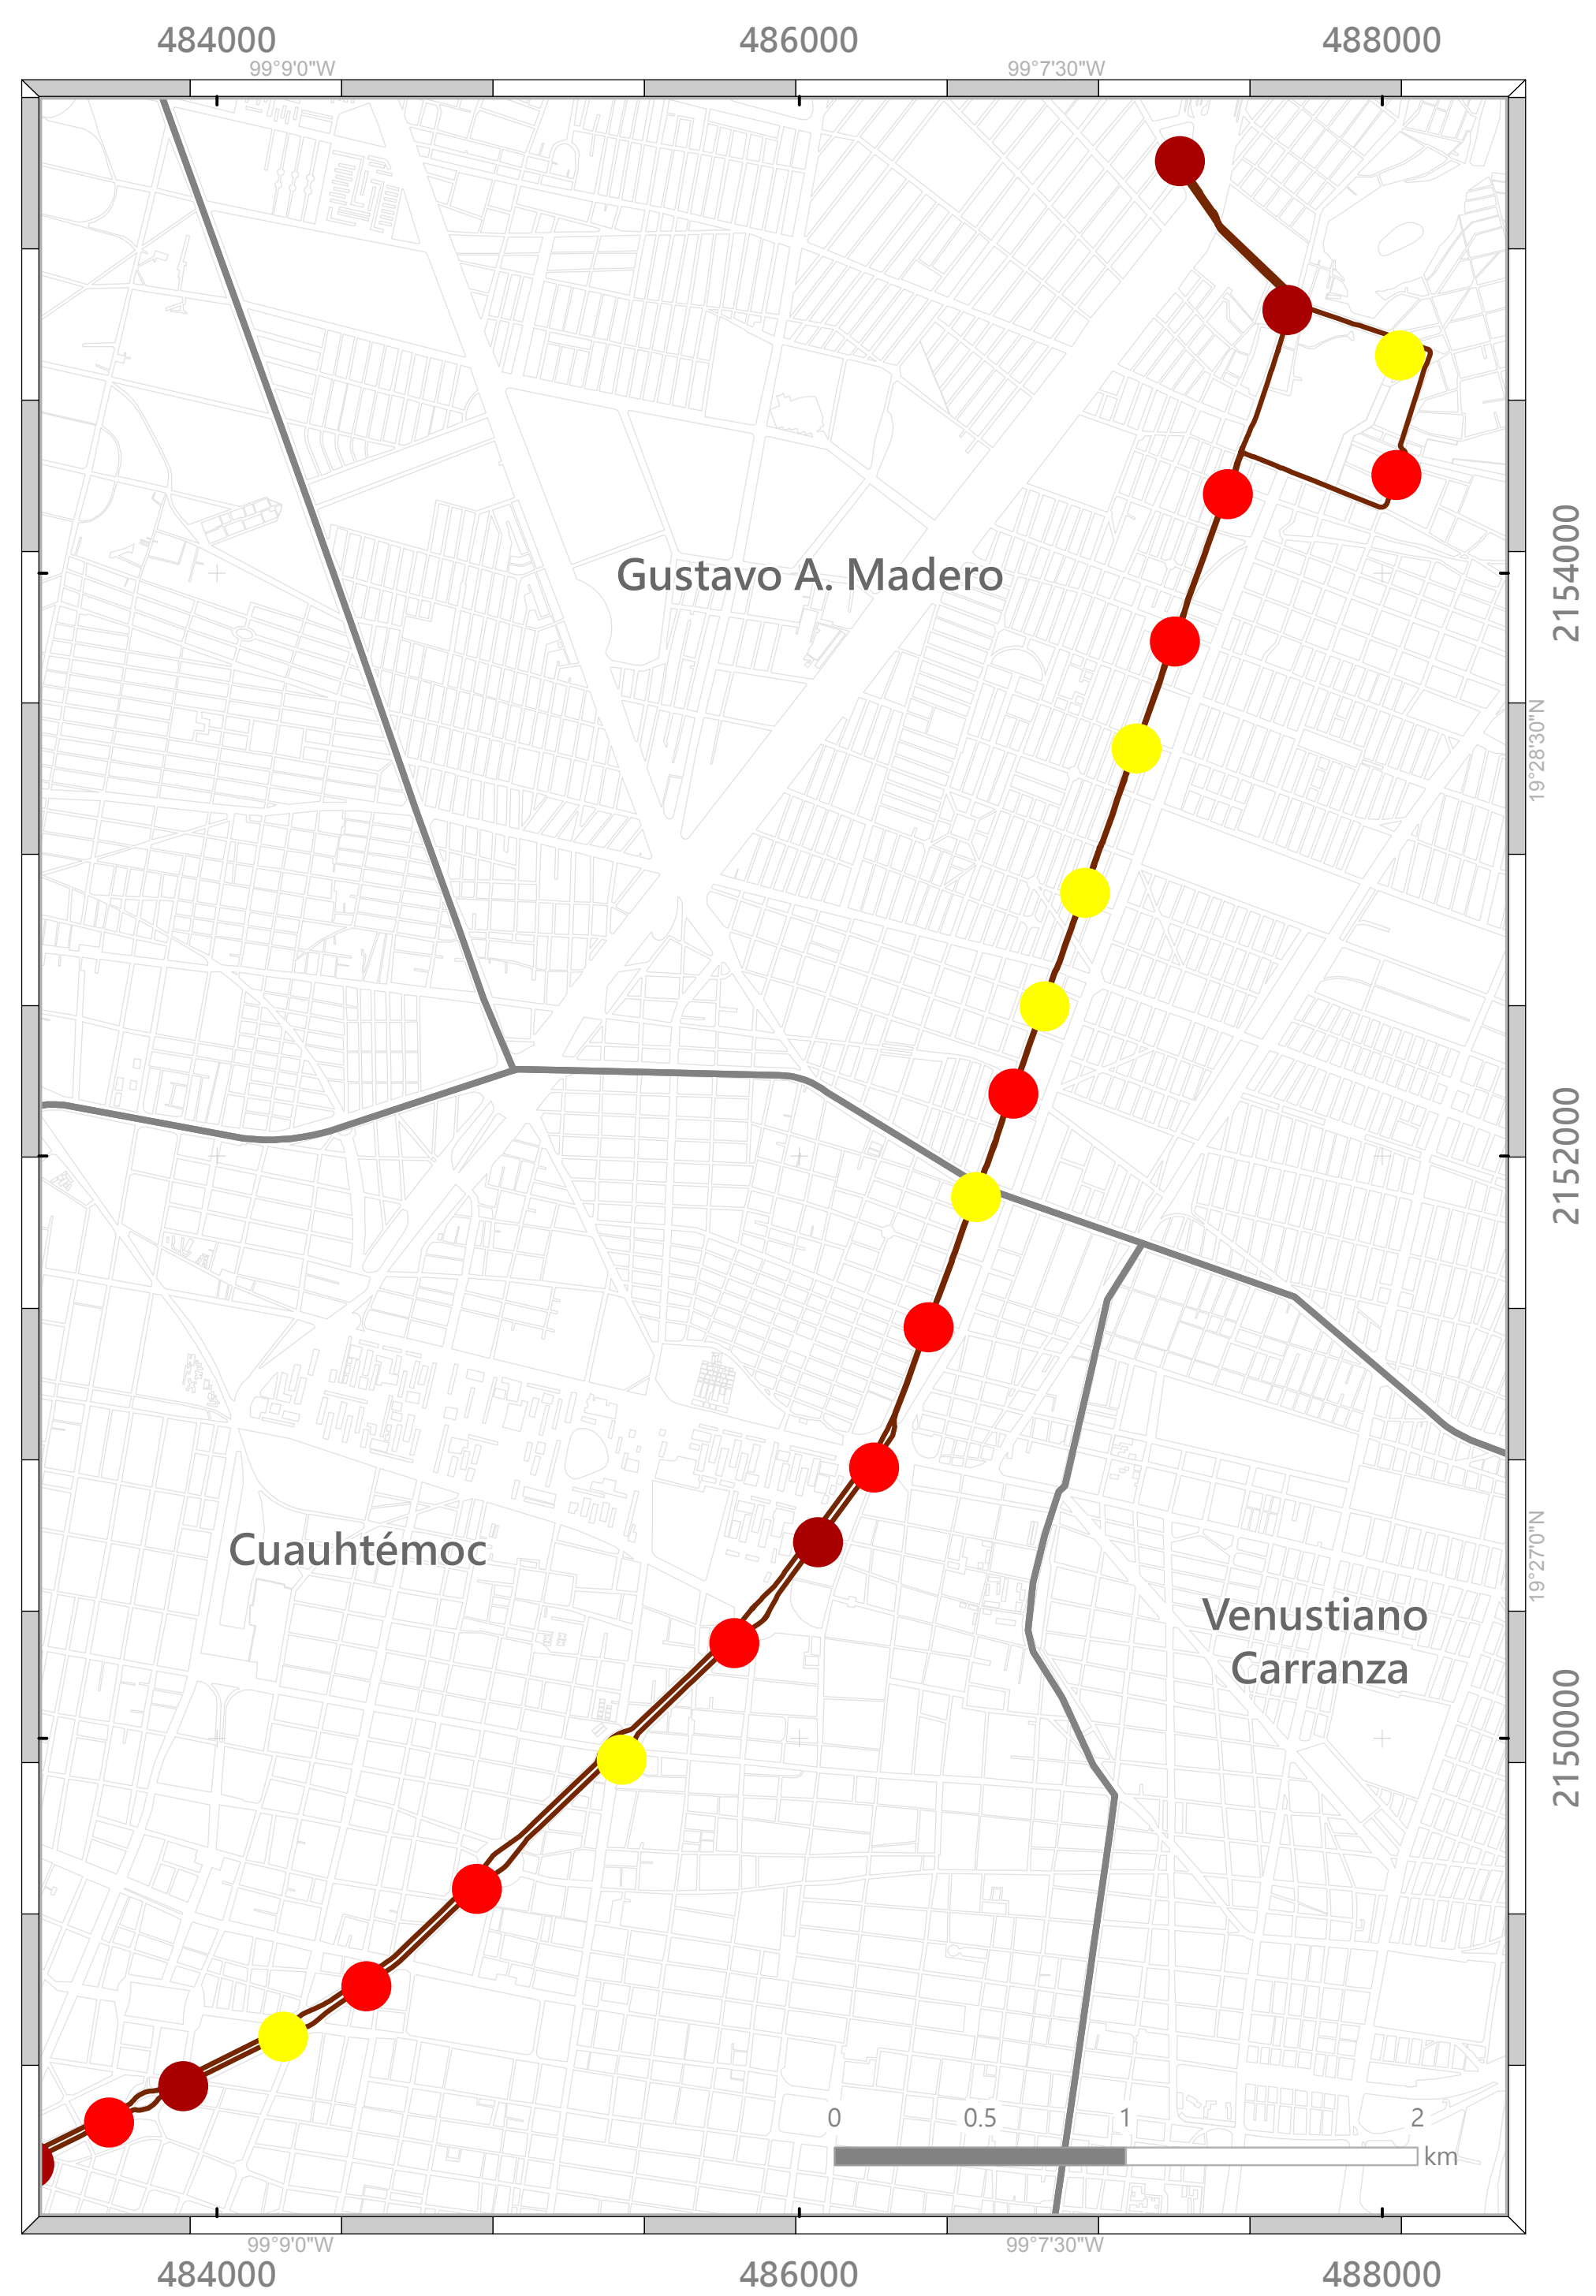 484000 486000 488000
99°9'0"W 99°7'30"W
Gustavo A. Madero
2154000
19°28'30"N
2152000
Cuauhtémoc
19°27'0"N
Venustiano
Carranza
2150000
0 0.5 1 2
km
99°9'0"W 99°7'30"W
484000 486000 488000